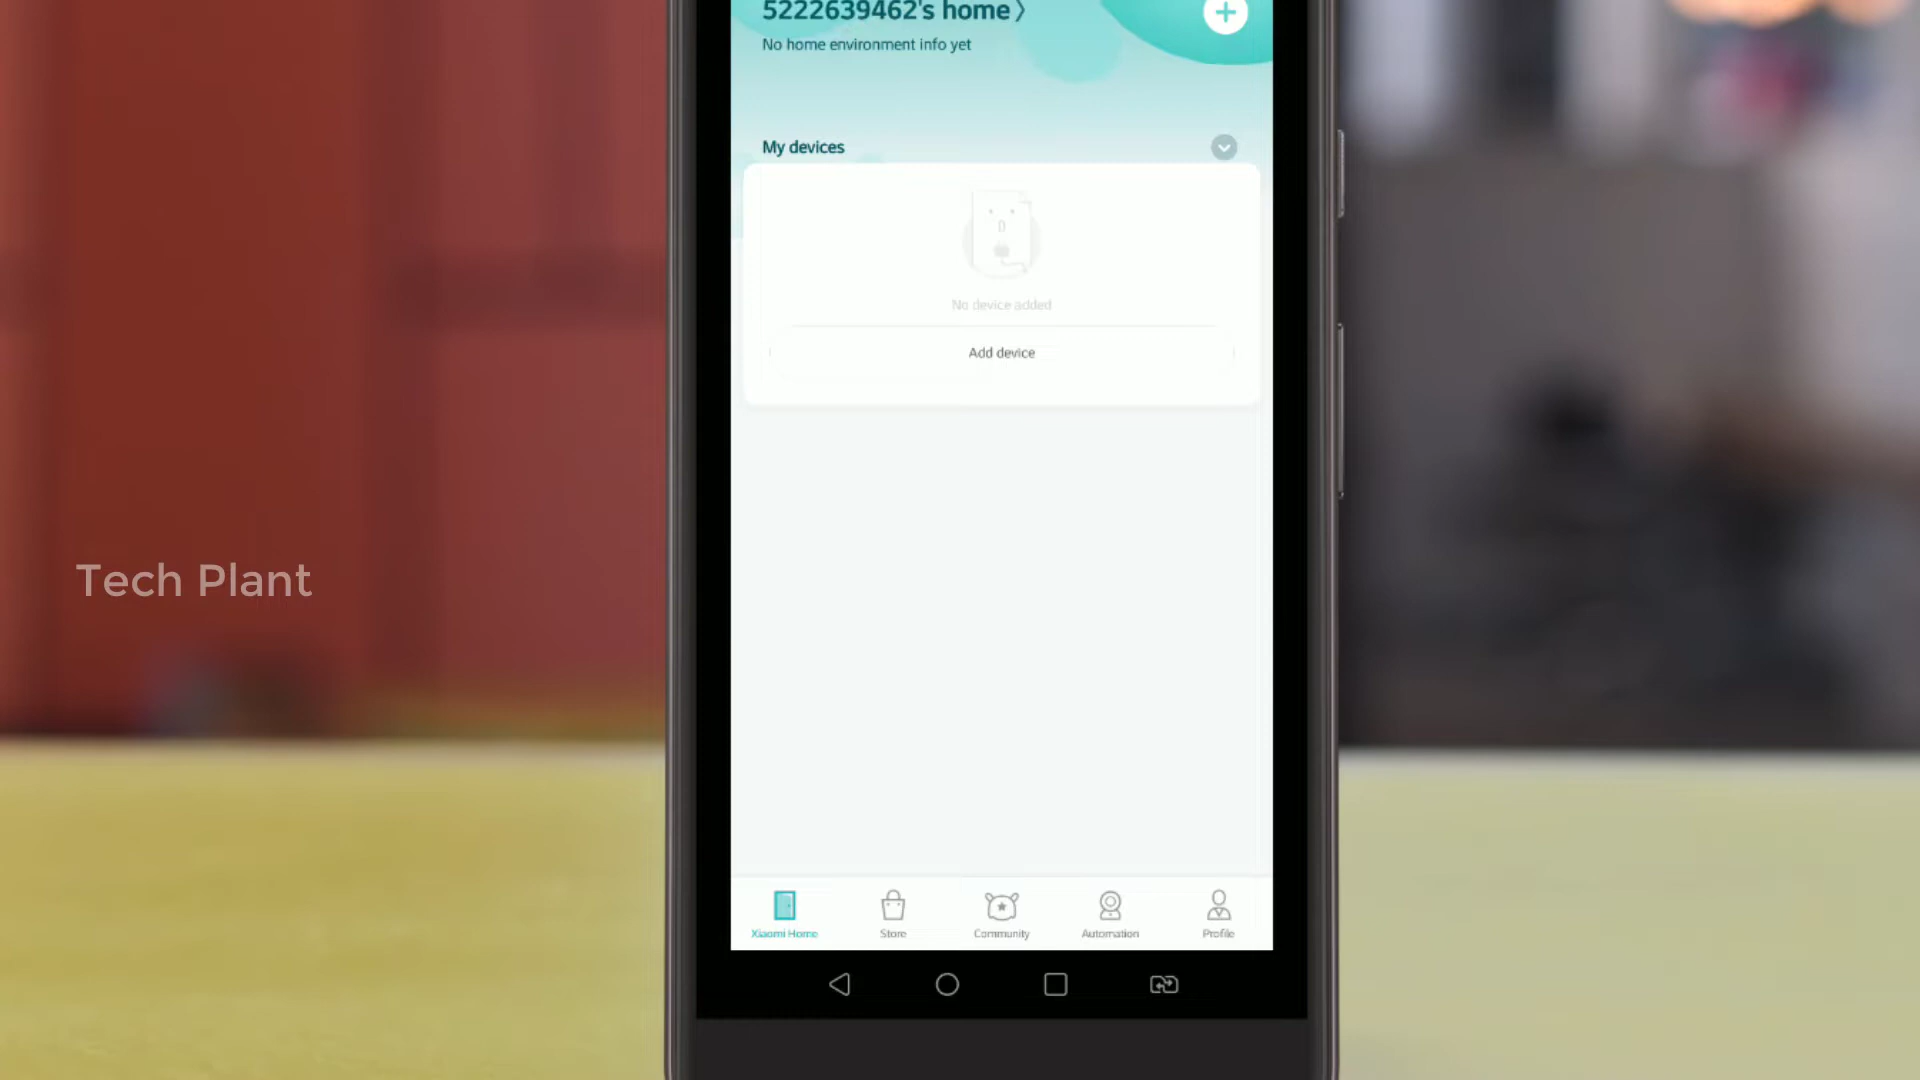 5222639462's home 〉
No home environment info yet
My devices
No device added
Add device
Tech Plant
Xiaomi Home
Store
Community
Automation
Profile